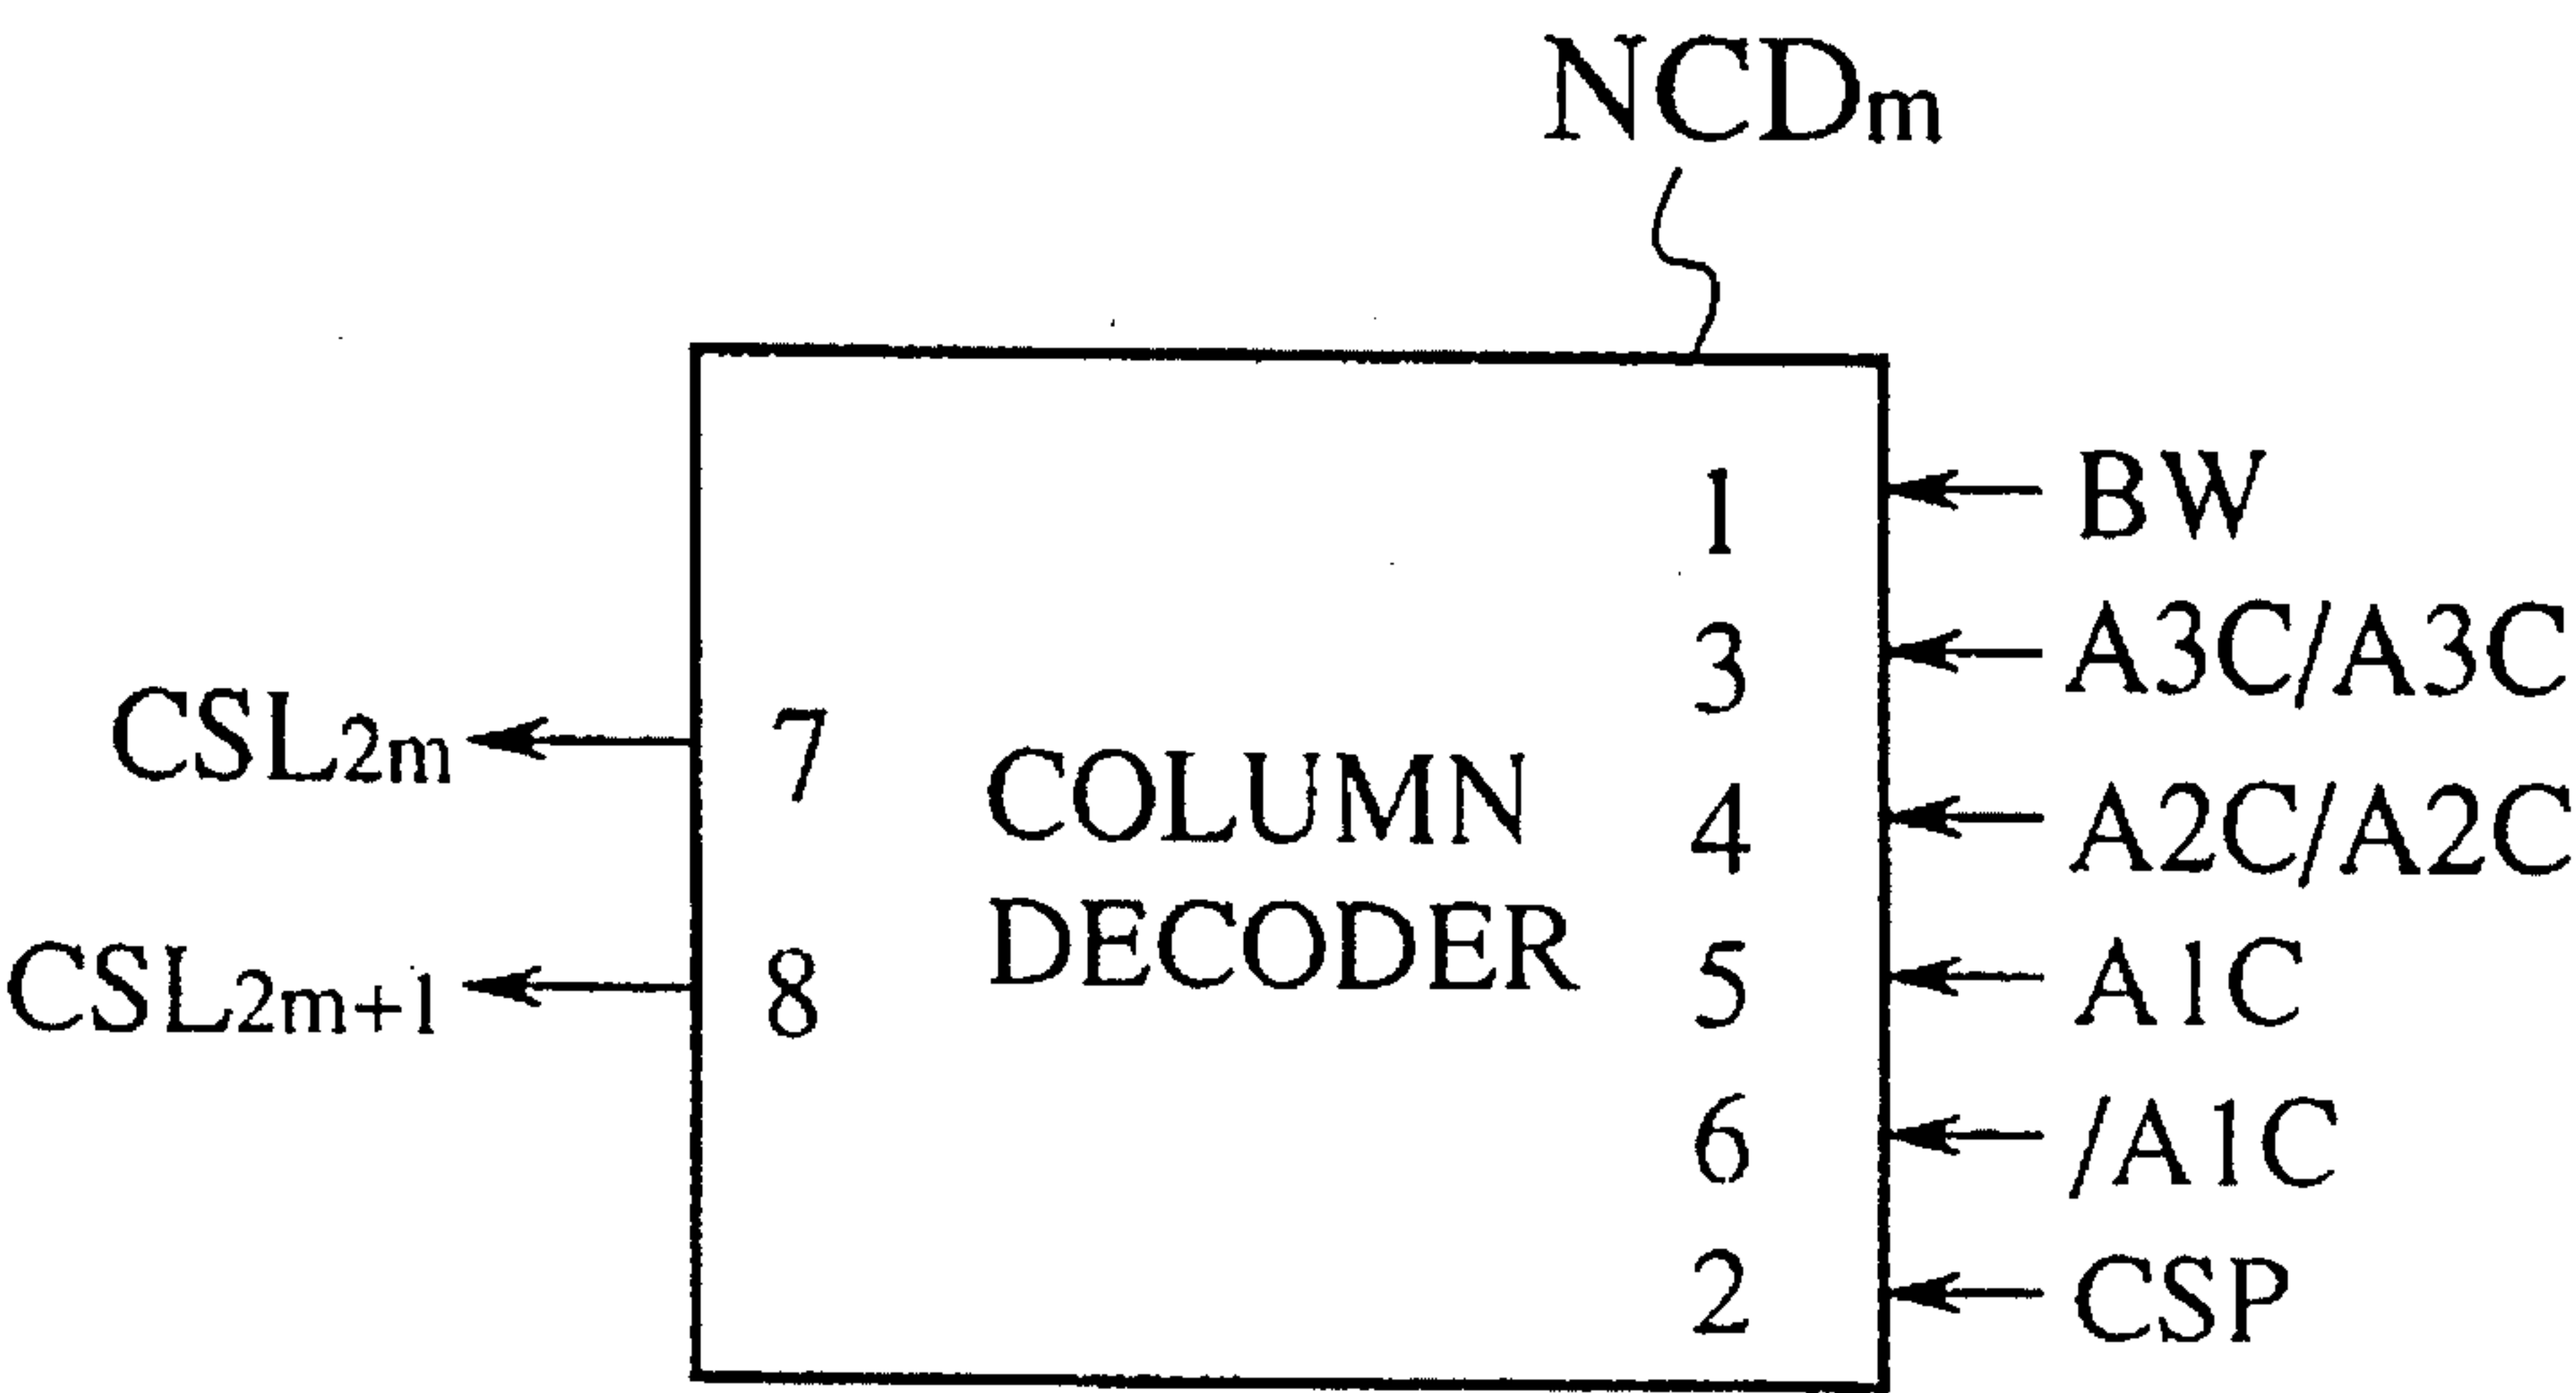 NCDm
1 BW
3 A3C/A3C
CSL2m 7 COLUMN 4 A2C/A2C
DECODER
CSL2m+1 8 5 A1C
6 /A1C
2 CSP